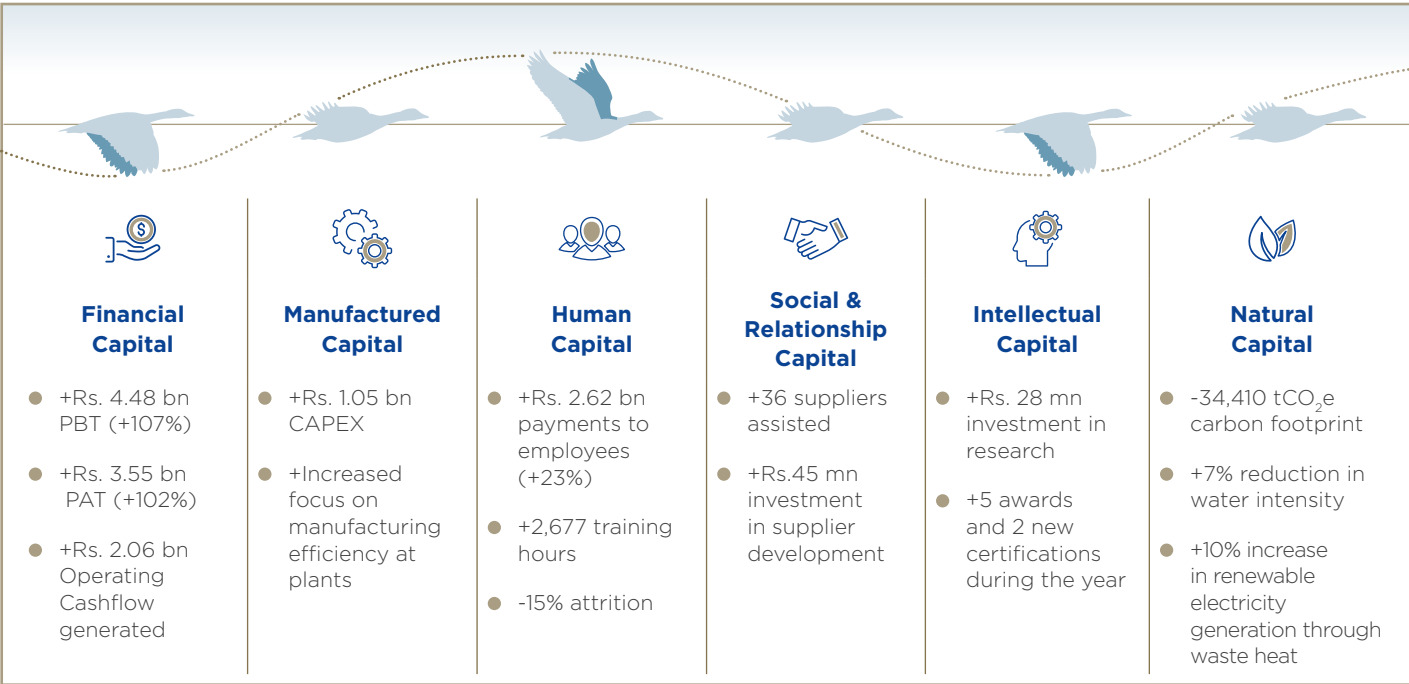 $
Financial
Capital
+Rs. 4.48 bn
PBT (+107%)
+Rs. 3.55 bn
PAT (+102%)
+Rs. 2.06 bn
Operating
Cashflow
generated
Manufactured
Capital
+Rs. 1.05 bn
CAPEX
+Increased
focus on
manufacturing
efficiency at
plants
Human
Capital
+Rs. 2.62 bn
payments to
employees
(+23%)
+2,677 training
hours
-15% attrition
Social &
Relationship
Capital
+36 suppliers
assisted
+Rs.45 mn
investment
in supplier
development
Intellectual
Capital
+Rs. 28 mn
investment in
research
+5 awards
and 2 new
certifications
during the year
Natural
Capital
-34,410 tCO₂e
carbon footprint
+7% reduction in
water intensity
+10% increase
in renewable
electricity
generation through
waste heat